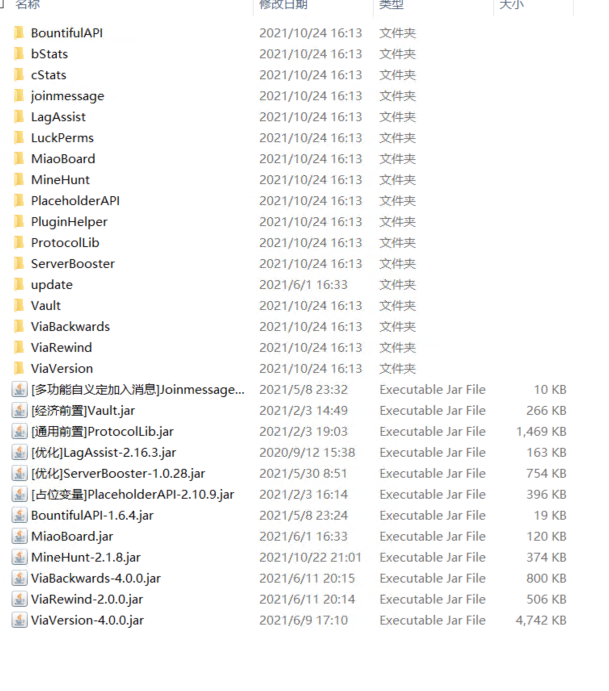 名称 修改日期 类型 大小
BountifulAPI 2021/10/24 16:13 文件夹
bStats 2021/10/24 16:13 文件夹
cStats 2021/10/24 16:13 文件夹
joinmessage 2021/10/24 16:13 文件夹
LagAssist 2021/10/24 16:13 文件夹
LuckPerms 2021/10/24 16:13 文件夹
MiaoBoard 2021/10/24 16:13 文件夹
MineHunt 2021/10/24 16:13 文件夹
PlaceholderAPI 2021/10/24 16:13 文件夹
PluginHelper 2021/10/24 16:13 文件夹
ProtocolLib 2021/10/24 16:13 文件夹
ServerBooster 2021/10/24 16:13 文件夹
update 2021/6/1 16:33 文件夹
Vault 2021/10/24 16:13 文件夹
ViaBackwards 2021/10/24 16:13 文件夹
ViaRewind 2021/10/24 16:13 文件夹
ViaVersion 2021/10/24 16:13 文件夹
[多功能自义定加入消息]Joinmessage... 2021/5/8 23:32 Executable Jar File 10 KB
[经济前置]Vault.jar 2021/2/3 14:49 Executable Jar File 266 KB
[通用前置]ProtocolLib.jar 2021/2/3 19:03 Executable Jar File 1,469 KB
[优化]LagAssist-2.16.3.jar 2020/9/12 15:38 Executable Jar File 163 KB
[优化]ServerBooster-1.0.28.jar 2021/5/30 8:51 Executable Jar File 754 KB
[占位变量]PlaceholderAPI-2.10.9.jar 2021/2/3 16:14 Executable Jar File 396 KB
BountifulAPI-1.6.4.jar 2021/5/8 23:24 Executable Jar File 19 KB
MiaoBoard.jar 2021/6/1 16:33 Executable Jar File 120 KB
MineHunt-2.1.8.jar 2021/10/22 21:01 Executable Jar File 374 KB
ViaBackwards-4.0.0.jar 2021/6/11 20:15 Executable Jar File 800 KB
ViaRewind-2.0.0.jar 2021/6/11 20:14 Executable Jar File 506 KB
ViaVersion-4.0.0.jar 2021/6/9 17:10 Executable Jar File 4,742 KB